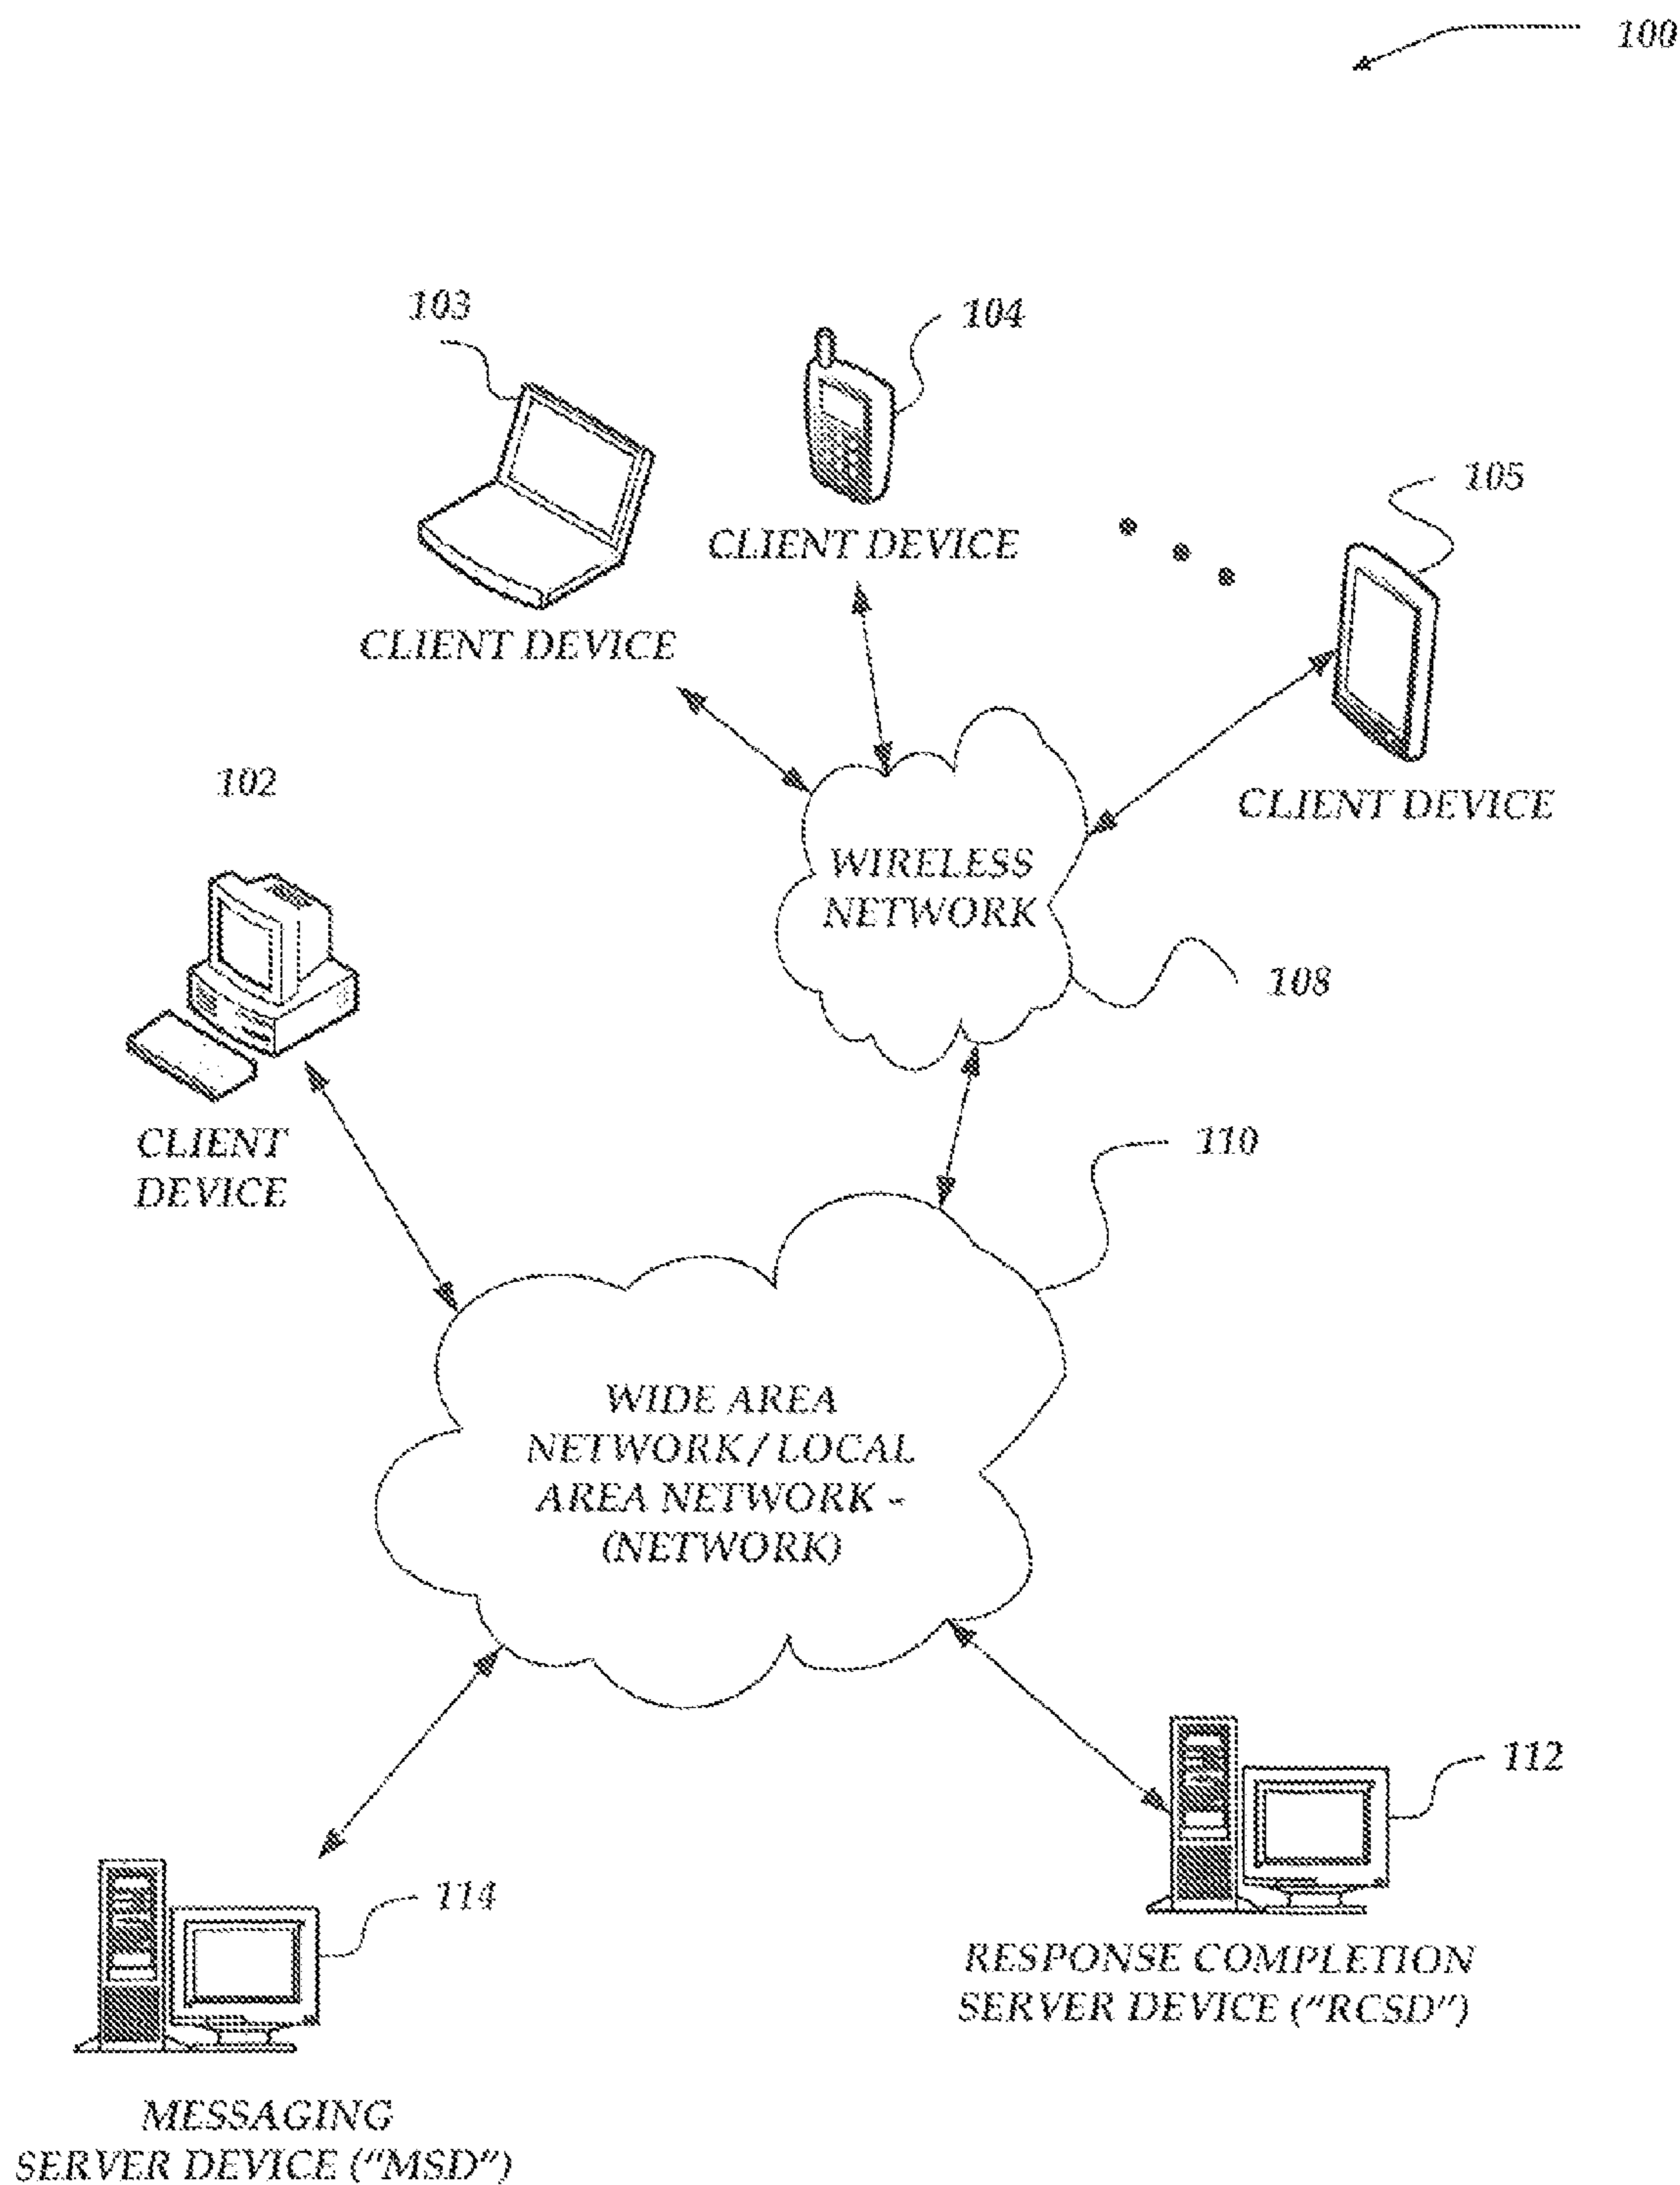 100
103
104
105
CLIENT DEVICE
CLIENT DEVICE
CLIENT DEVICE
102
WIRELESS
NETWORK
108
CLIENT
DEVICE
110
WIDE AREA
NETWORK / LOCAL
AREA NETWORK -
(NETWORK)
112
114
RESPONSE COMPLETION
SERVER DEVICE ("RCSD")
MESSAGING
SERVER DEVICE ("MSD")